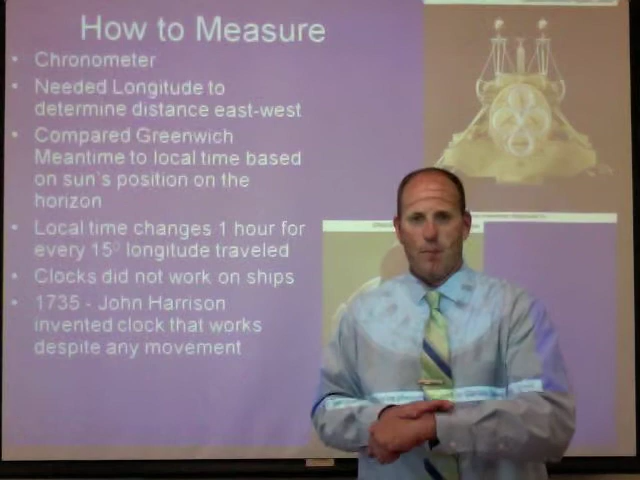 How to Measure
• Chronometer
• Needed Longitude to
determine distance east-west
• Compared Greenwich
Meantime to local time based
on sun's position on the
horizon
• Local time changes 1 hour for
every 15⁰ longitude traveled
• Clocks did not work on ships
• 1735 - John Harrison
invented clock that works
despite any movement